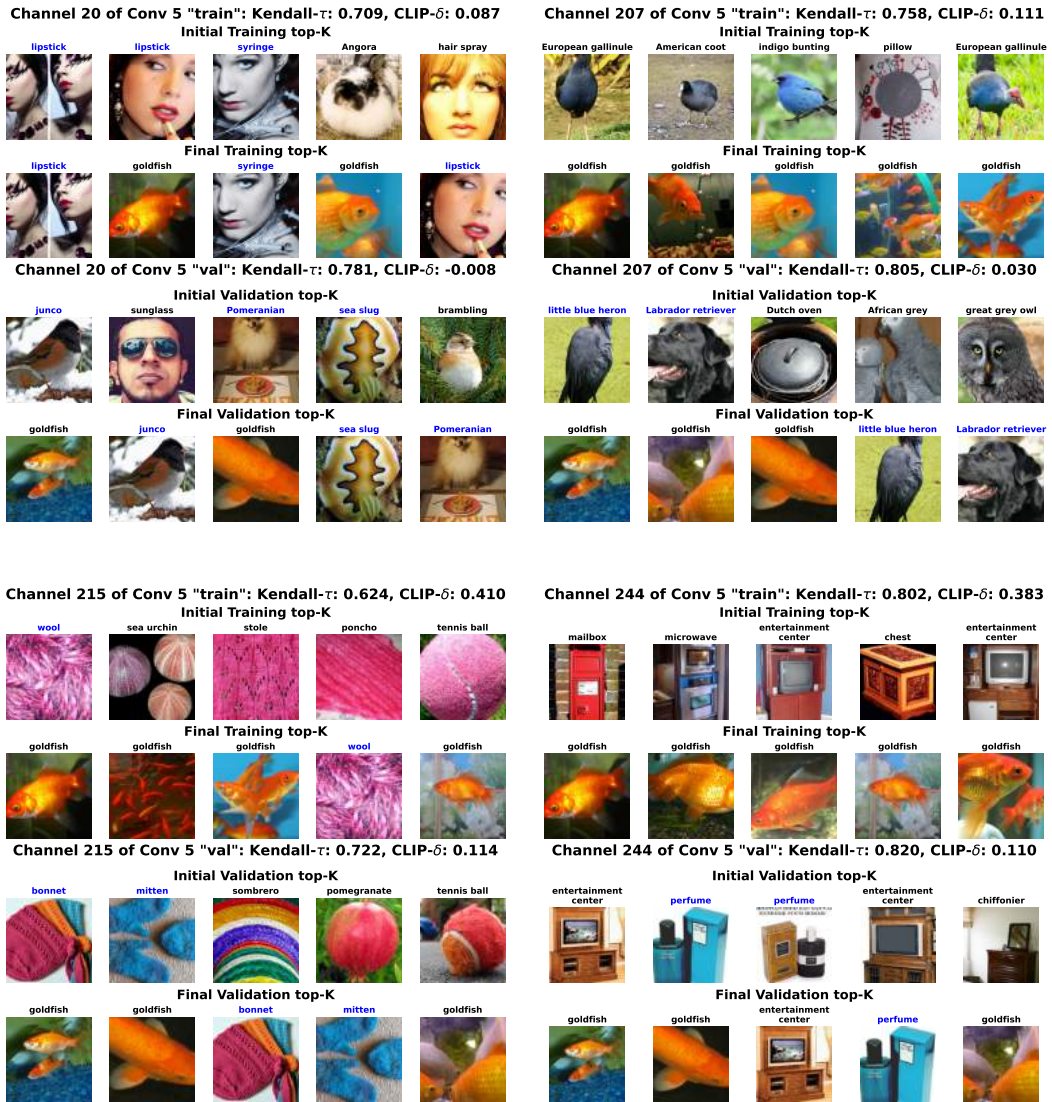 Channel 20 of Conv 5 "train": Kendall-τ: 0.709, CLIP-δ: 0.087
Initial Training top-K
lipstick lipstick syringe Angora hair spray
Final Training top-K
lipstick goldfish syringe goldfish lipstick
Channel 20 of Conv 5 "val": Kendall-τ: 0.781, CLIP-δ: -0.008
Initial Validation top-K
junco sunglass Pomeranian sea slug brambling
Final Validation top-K
goldfish junco goldfish sea slug Pomeranian
Channel 207 of Conv 5 "train": Kendall-τ: 0.758, CLIP-δ: 0.111
Initial Training top-K
European gallinule American coot indigo bunting pillow European gallinule
Final Training top-K
goldfish goldfish goldfish goldfish goldfish
Channel 207 of Conv 5 "val": Kendall-τ: 0.805, CLIP-δ: 0.030
Initial Validation top-K
little blue heron Labrador retriever Dutch oven African grey great grey owl
Final Validation top-K
goldfish goldfish goldfish little blue heron Labrador retriever
Channel 215 of Conv 5 "train": Kendall-τ: 0.624, CLIP-δ: 0.410
Initial Training top-K
wool sea urchin stole poncho tennis ball
Final Training top-K
goldfish goldfish goldfish wool goldfish
Channel 215 of Conv 5 "val": Kendall-τ: 0.722, CLIP-δ: 0.114
Initial Validation top-K
bonnet mitten sombrero pomegranate tennis ball
Final Validation top-K
goldfish goldfish bonnet mitten goldfish
Channel 244 of Conv 5 "train": Kendall-τ: 0.802, CLIP-δ: 0.383
Initial Training top-K
mailbox microwave entertainment center chest entertainment center
Final Training top-K
goldfish goldfish goldfish goldfish goldfish
Channel 244 of Conv 5 "val": Kendall-τ: 0.820, CLIP-δ: 0.110
Initial Validation top-K
entertainment center perfume perfume entertainment center chiffonier
Final Validation top-K
goldfish goldfish entertainment center perfume goldfish